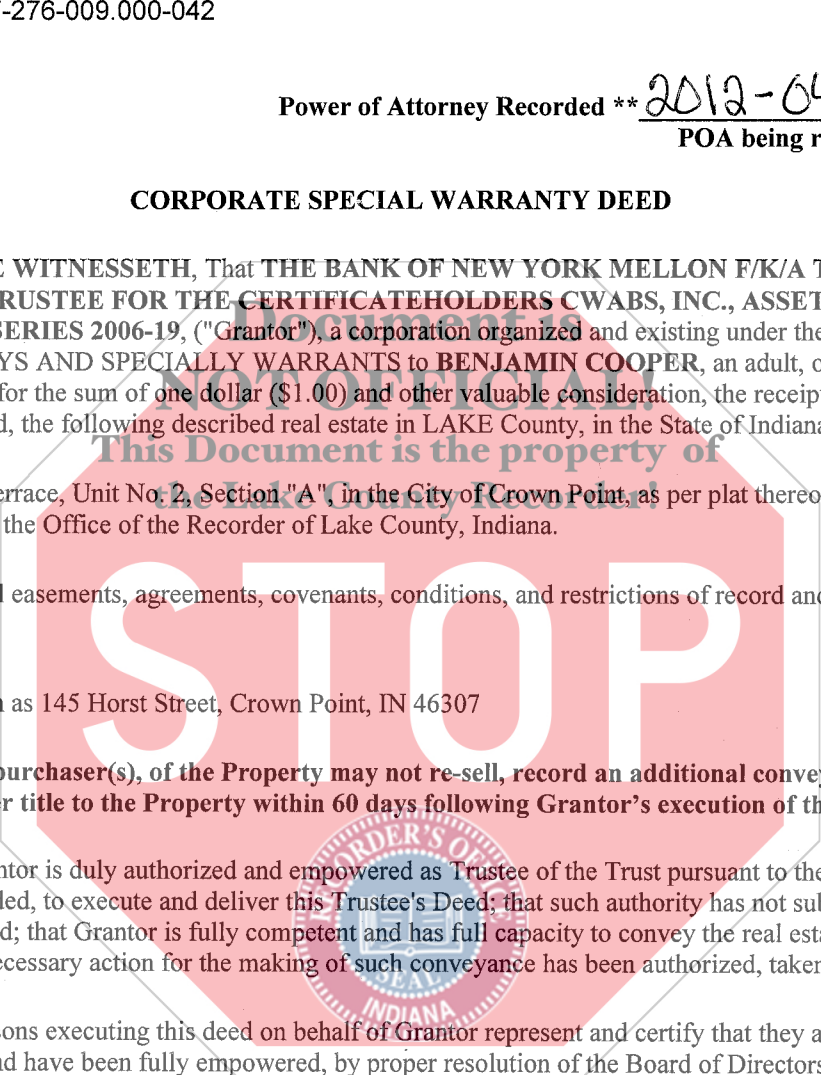 -276-009.000-042
Power of Attorney Recorded ** 2012-04
POA being r
CORPORATE SPECIAL WARRANTY DEED
E WITNESSETH, That THE BANK OF NEW YORK MELLON F/K/A T
RUSTEE FOR THE CERTIFICATEHOLDERS CWABS, INC., ASSET
SERIES 2006-19, ("Grantor"), a corporation organized and existing under the
YS AND SPECIALLY WARRANTS to BENJAMIN COOPER, an adult, o
for the sum of one dollar ($1.00) and other valuable consideration, the receip
d, the following described real estate in LAKE County, in the State of Indiana
Document is
NOT OFFICIAL!
This Document is the property of
the Lake County Recorder!
errace, Unit No. 2, Section "A", in the City of Crown Point, as per plat thereo
the Office of the Recorder of Lake County, Indiana.
l easements, agreements, covenants, conditions, and restrictions of record and
STOP
n as 145 Horst Street, Crown Point, IN 46307
purchaser(s), of the Property may not re-sell, record an additional convey
r title to the Property within 60 days following Grantor's execution of th
ntor is duly authorized and empowered as Trustee of the Trust pursuant to the
ded, to execute and deliver this Trustee's Deed; that such authority has not su
d; that Grantor is fully competent and has full capacity to convey the real esta
ecessary action for the making of such conveyance has been authorized, taken
RECORDER'S OFFICE
SEAL
INDIANA
sons executing this deed on behalf of Grantor represent and certify that they a
nd have been fully empowered, by proper resolution of the Board of Directors